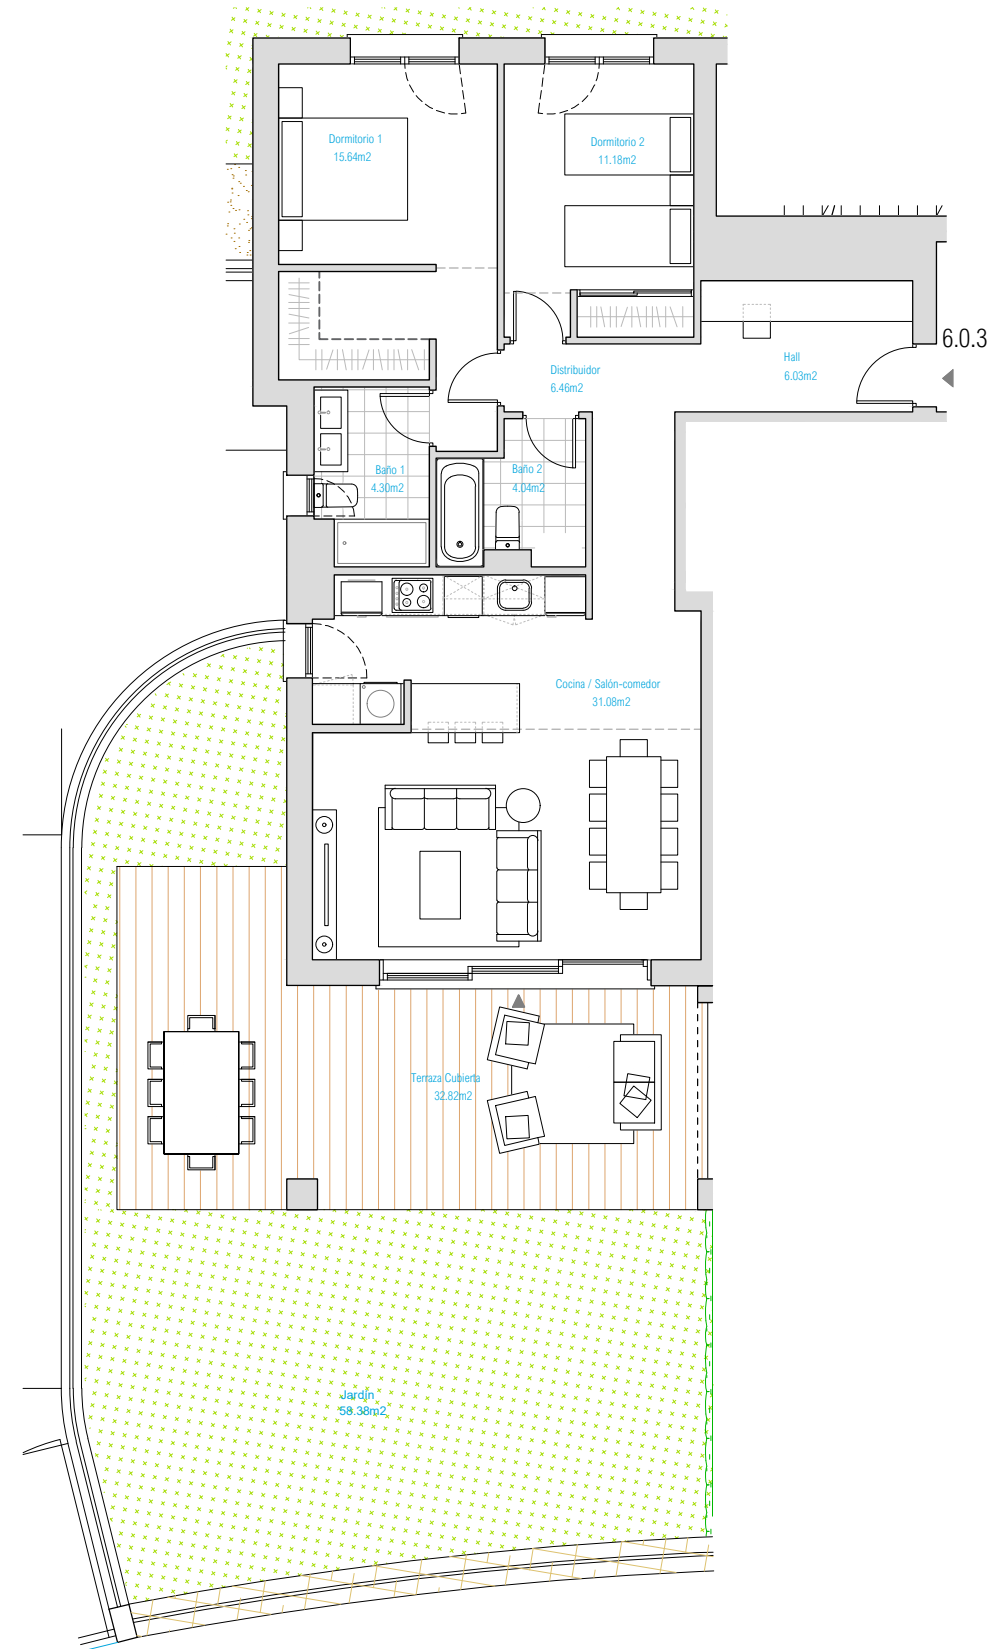 Dormitorio 1
15.64m2
Dormitorio 2
11.18m2
6.0.3
Hall
6.03m2
Distribuidor
6.46m2
Baño 1
4.30m2
Baño 2
4.04m2
Cocina / Salón-comedor
31.08m2
Terraza Cubierta
32.82m2
Jardín
58.38m2